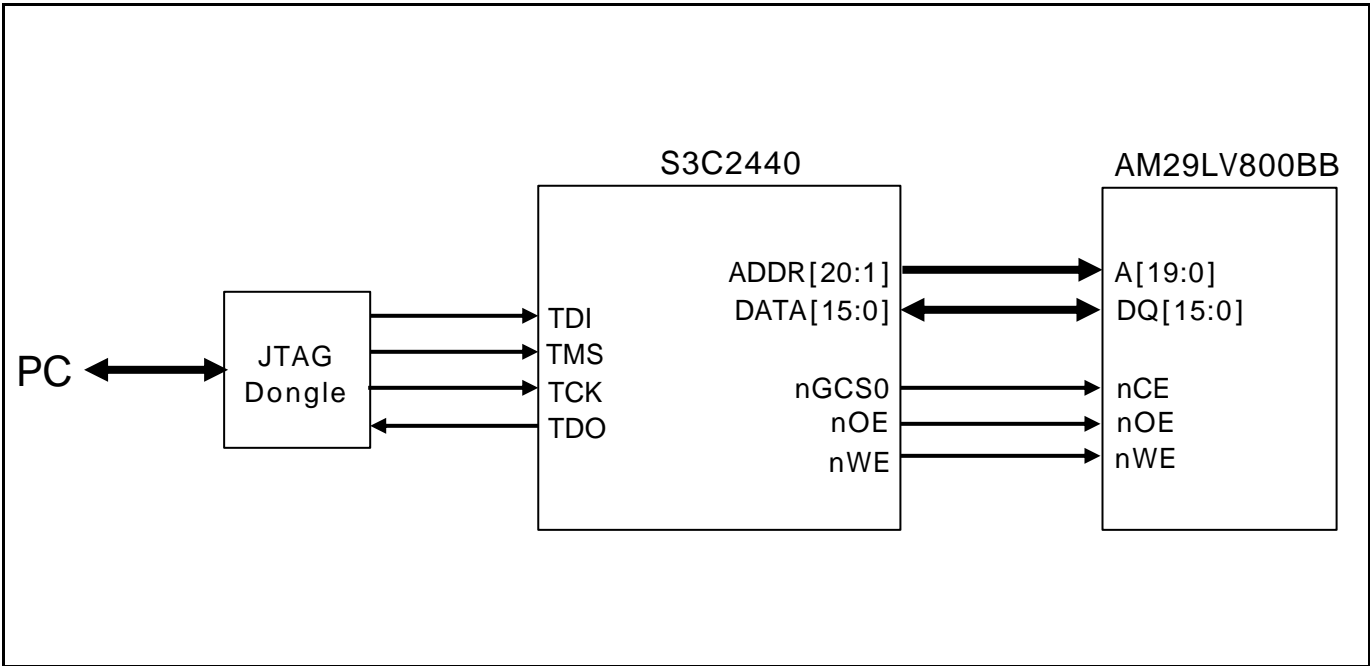 S3C2440
AM29LV800BB
ADDR[20:1]
A[19:0]
DATA[15:0]
DQ[15:0]
TDI
TMS
TCK
TDO
PC
JTAG
Dongle
nGCS0
nCE
nOE
nOE
nWE
nWE